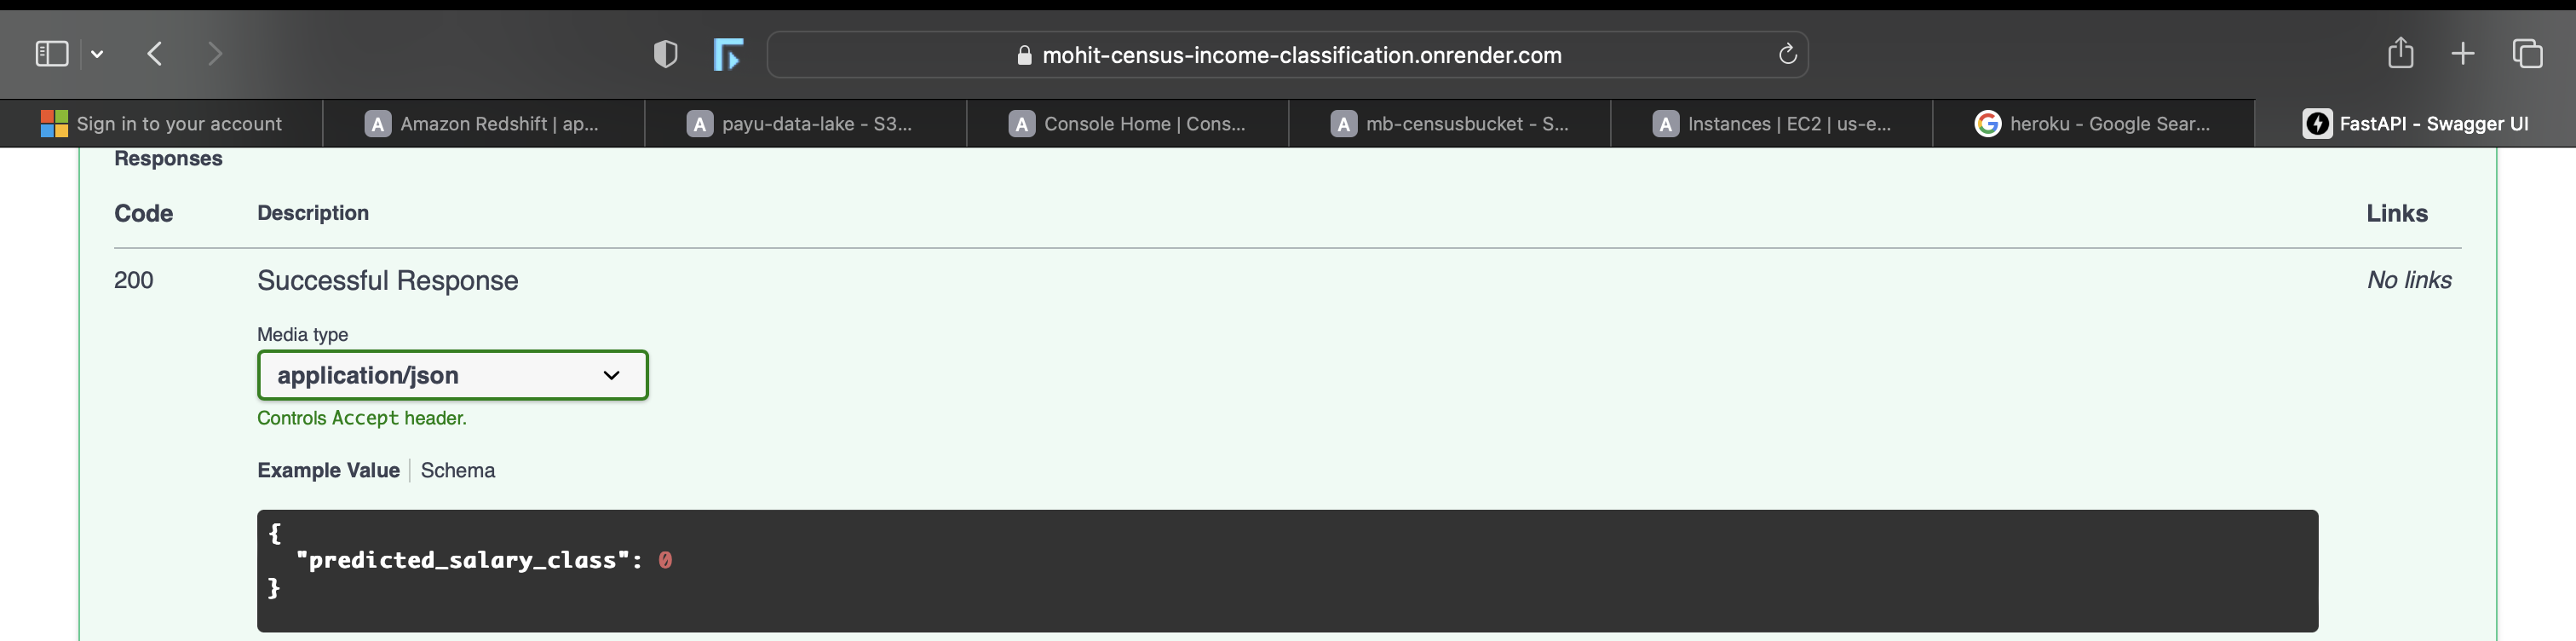 mohit-census-income-classification.onrender.com
Sign in to your account
A Amazon Redshift | ap...
A payu-data-lake - S3...
A Console Home | Cons...
A mb-censusbucket - S...
A Instances | EC2 | us-e...
G heroku - Google Sear...
FastAPI - Swagger UI
Responses
Code Description Links
200 Successful Response No links
Media type
application/json
Controls Accept header.
Example Value Schema
{
"predicted_salary_class": 0
}